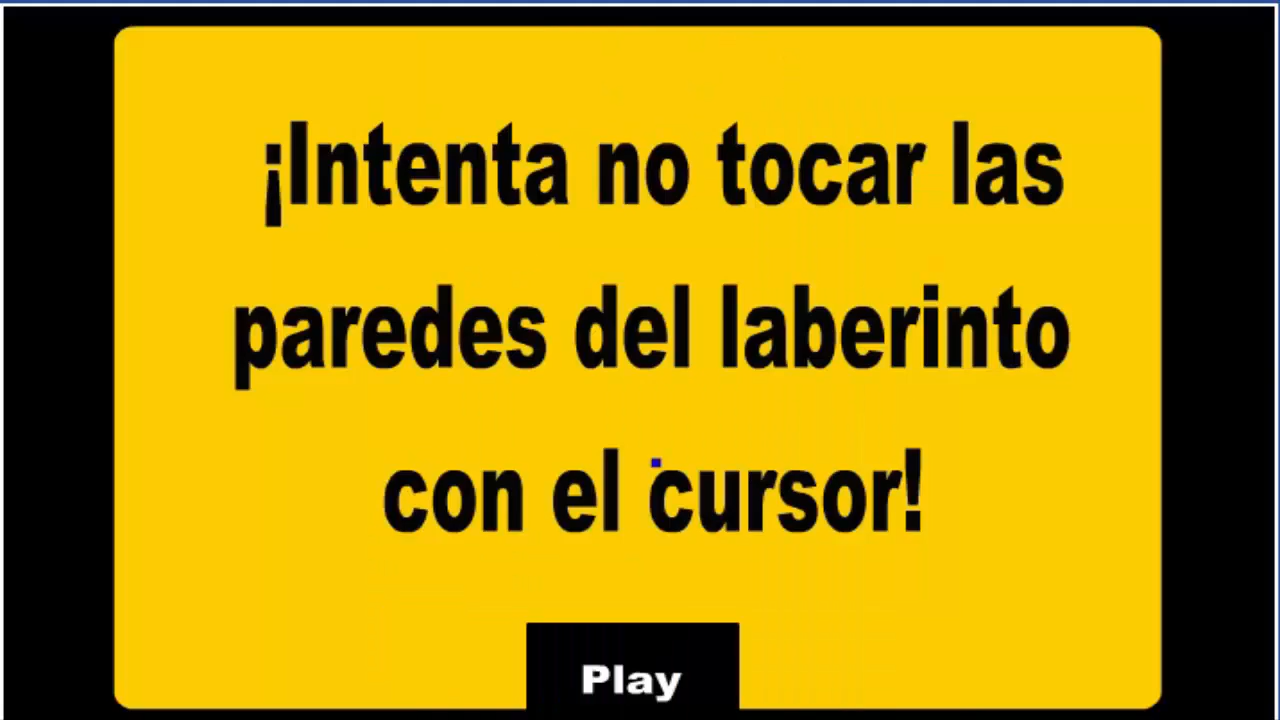 ¡Intenta no tocar las
paredes del laberinto
con el cursor!
Play